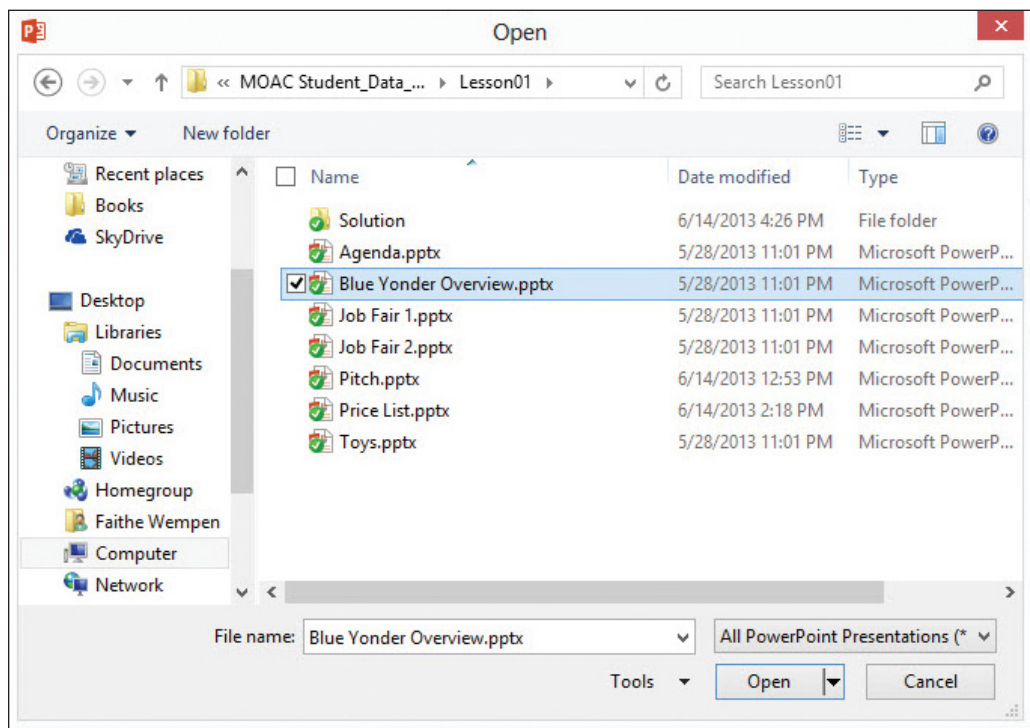 Open
« MOAC Student_Data_... Lesson01
Search Lesson01
Organize New folder
Recent places
Books
SkyDrive
Desktop
Libraries
Documents
Music
Pictures
Videos
Homegroup
Faithe Wempen
Computer
Network
Name Date modified Type
Solution 6/14/2013 4:26 PM File folder
Agenda.pptx 5/28/2013 11:01 PM Microsoft PowerP...
Blue Yonder Overview.pptx 5/28/2013 11:01 PM Microsoft PowerP...
Job Fair 1.pptx 5/28/2013 11:01 PM Microsoft PowerP...
Job Fair 2.pptx 5/28/2013 11:01 PM Microsoft PowerP...
Pitch.pptx 6/14/2013 12:53 PM Microsoft PowerP...
Price List.pptx 6/14/2013 2:18 PM Microsoft PowerP...
Toys.pptx 5/28/2013 11:01 PM Microsoft PowerP...
File name: Blue Yonder Overview.pptx All PowerPoint Presentations (*
Tools Open Cancel